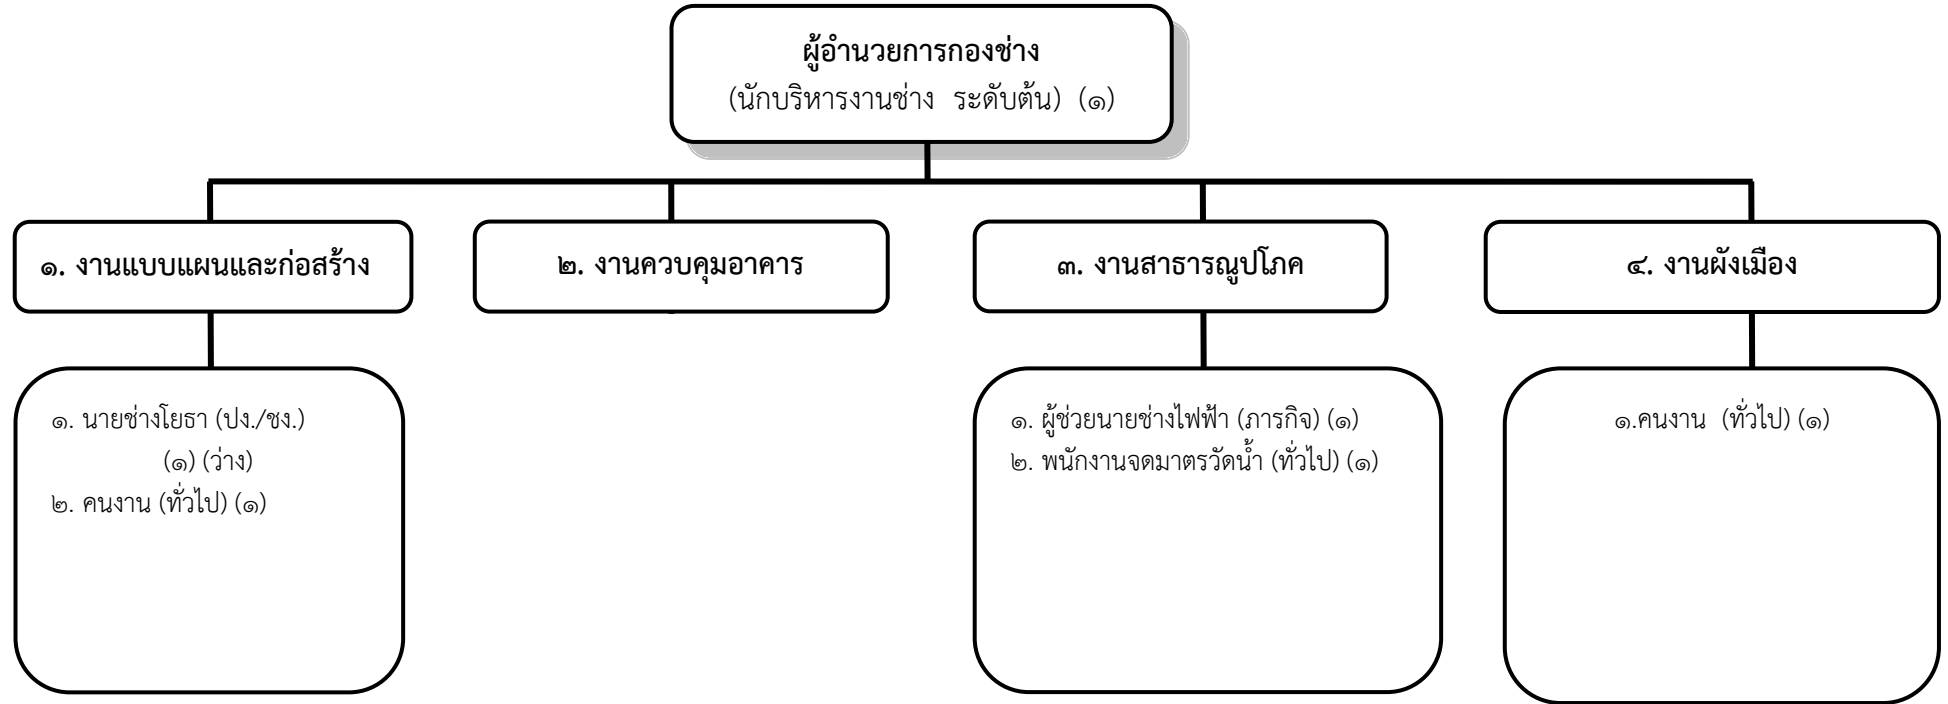 ผู้อำนวยการกองช่าง
(นักบริหารงานช่าง ระดับต้น) (๑)
๑. งานแบบแผนและก่อสร้าง
๒. งานควบคุมอาคาร
๓. งานสาธารณูปโภค
๔. งานผังเมือง
๑. นายช่างโยธา (ปง./ชง.)
(๑) (ว่าง)
๒. คนงาน (ทั่วไป) (๑)
๑. ผู้ช่วยนายช่างไฟฟ้า (ภารกิจ) (๑)
๒. พนักงานจดมาตรวัดน้ำ (ทั่วไป) (๑)
๑.คนงาน (ทั่วไป) (๑)